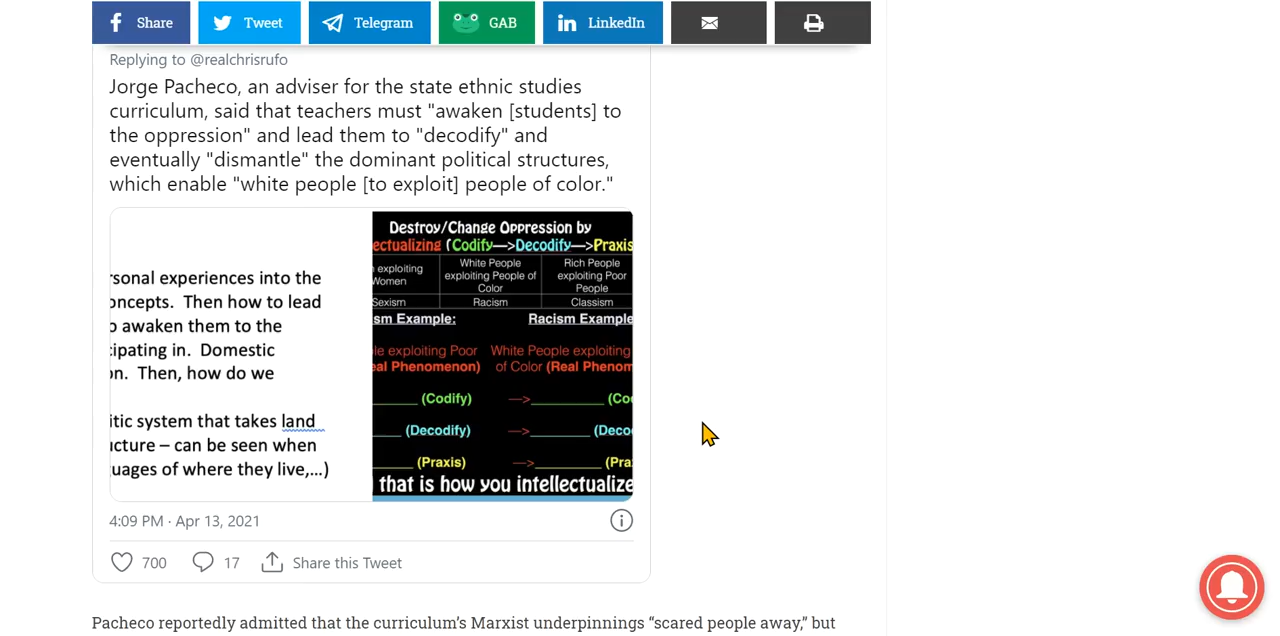 Share Tweet Telegram GAB LinkedIn
Replying to @realchrisrufo
Jorge Pacheco, an adviser for the state ethnic studies
curriculum, said that teachers must "awaken [students] to
the oppression" and lead them to "decodify" and
eventually "dismantle" the dominant political structures,
which enable "white people [to exploit] people of color."
rsonal experiences into the
oncepts. Then how to lead
o awaken them to the
cipating in. Domestic
on. Then, how do we
itic system that takes land
ucture – can be seen when
uages of where they live,...)
Destroy/Change Oppression by
ectualizing (Codify—>Decodify—>Praxis
exploiting
Women
White People
exploiting People of
Color
Rich People
exploiting Poor
People
Sexism Racism Classism
sm Example: Racism Example
le exploiting Poor White People exploiting
eal Phenomenon) of Color (Real Phenom
______ (Codify) —>_________ (Co
____ (Decodify) —>________ (Deco
_____ (Praxis) —>_________ (Pra
that is how you intellectualize
4:09 PM · Apr 13, 2021
700 17 Share this Tweet
Pacheco reportedly admitted that the curriculum’s Marxist underpinnings “scared people away,” but